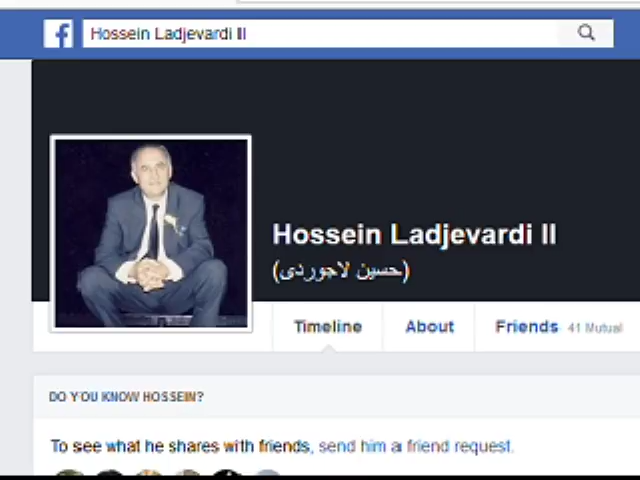 Hossein Ladjevardi II
Hossein Ladjevardi II
(حسین لاجوردی)
Timeline About Friends 41 Mutual
DO YOU KNOW HOSSEIN?
To see what he shares with friends, send him a friend request.